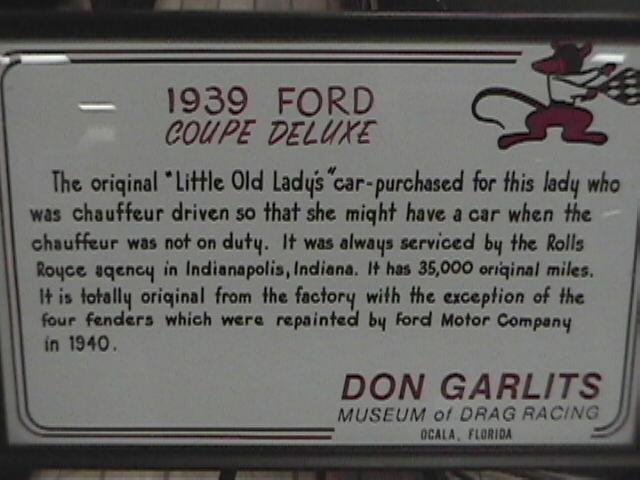 1939 FORD
COUPE DELUXE
The original "Little Old Lady's" car-purchased for this lady who
was chauffeur driven so that she might have a car when the
chauffeur was not on duty. It was always serviced by the Rolls
Royce agency in Indianapolis, Indiana. It has 35,000 original miles.
It is totally original from the factory with the exception of the
four fenders which were repainted by Ford Motor Company
in 1940.
DON GARLITS
MUSEUM of DRAG RACING
OCALA, FLORIDA